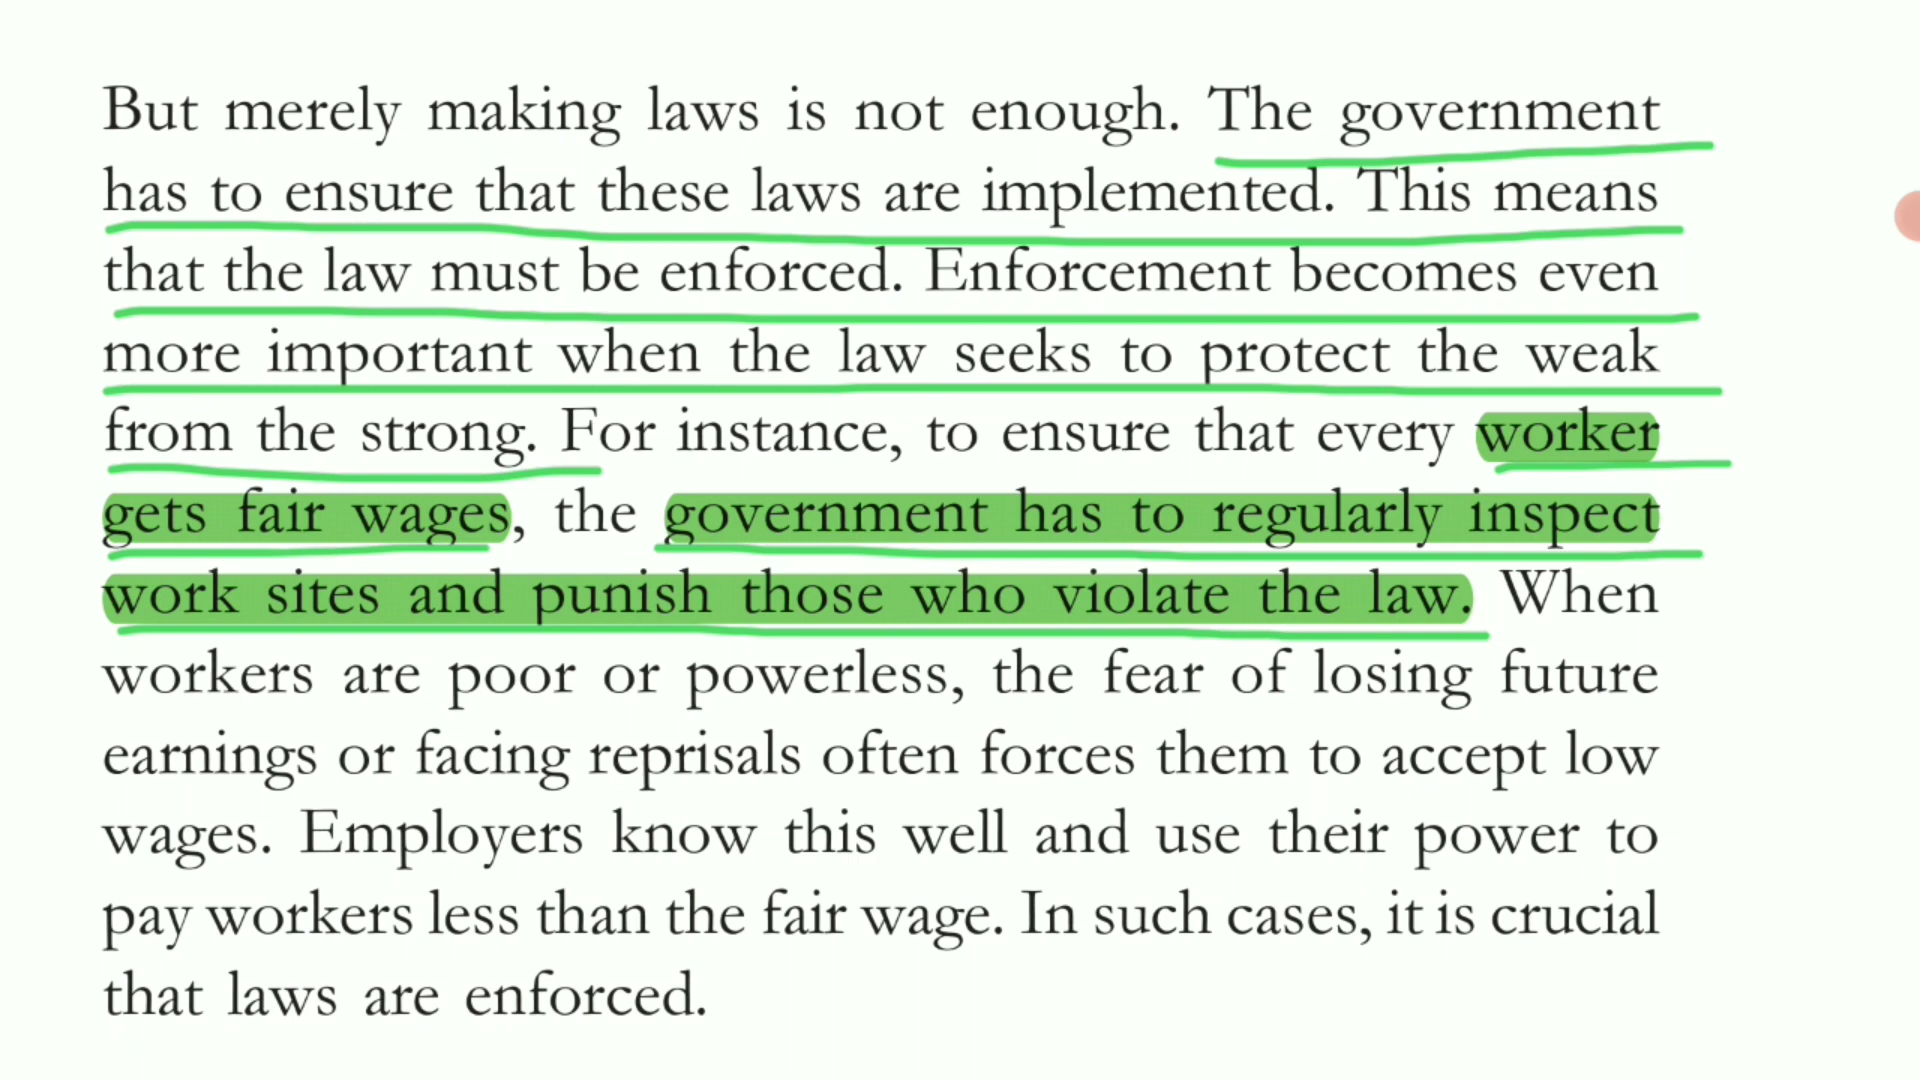 But merely making laws is not enough. The government
has to ensure that these laws are implemented. This means
that the law must be enforced. Enforcement becomes even
more important when the law seeks to protect the weak
from the strong. For instance, to ensure that every worker
gets fair wages, the government has to regularly inspect
work sites and punish those who violate the law. When
workers are poor or powerless, the fear of losing future
earnings or facing reprisals often forces them to accept low
wages. Employers know this well and use their power to
pay workers less than the fair wage. In such cases, it is crucial
that laws are enforced.